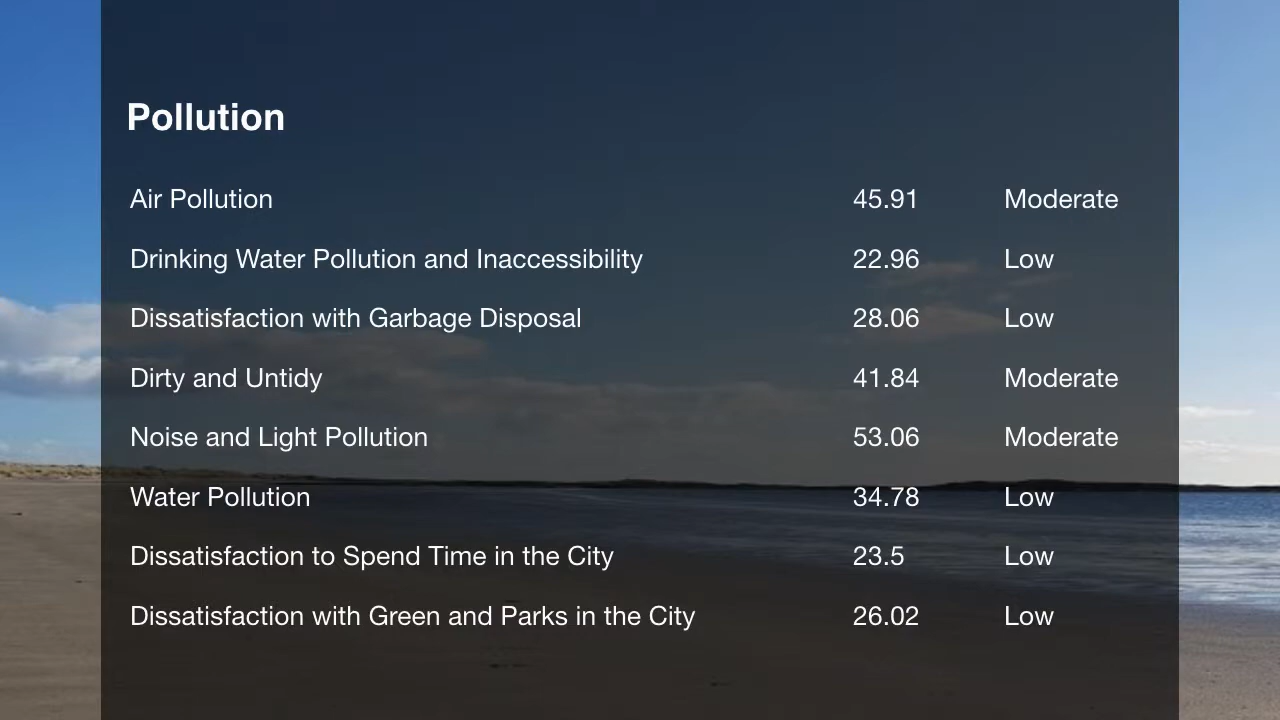 Pollution
Air Pollution 45.91 Moderate
Drinking Water Pollution and Inaccessibility 22.96 Low
Dissatisfaction with Garbage Disposal 28.06 Low
Dirty and Untidy 41.84 Moderate
Noise and Light Pollution 53.06 Moderate
Water Pollution 34.78 Low
Dissatisfaction to Spend Time in the City 23.5 Low
Dissatisfaction with Green and Parks in the City 26.02 Low